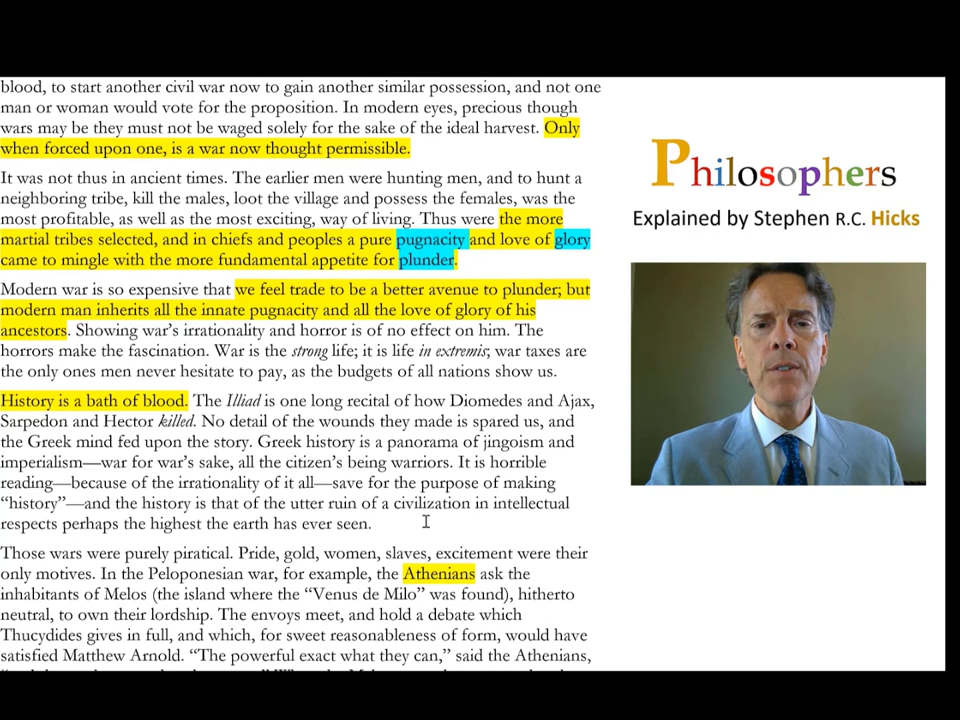 blood, to start another civil war now to gain another similar possession, and not one
man or woman would vote for the proposition. In modern eyes, precious though
wars may be they must not be waged solely for the sake of the ideal harvest. Only
when forced upon one, is a war now thought permissible.
It was not thus in ancient times. The earlier men were hunting men, and to hunt a
neighboring tribe, kill the males, loot the village and possess the females, was the
most profitable, as well as the most exciting, way of living. Thus were the more
martial tribes selected, and in chiefs and peoples a pure pugnacity and love of glory
came to mingle with the more fundamental appetite for plunder.
Modern war is so expensive that we feel trade to be a better avenue to plunder; but
modern man inherits all the innate pugnacity and all the love of glory of his
ancestors. Showing war's irrationality and horror is of no effect on him. The
horrors make the fascination. War is the strong life; it is life in extremis; war taxes are
the only ones men never hesitate to pay, as the budgets of all nations show us.
History is a bath of blood. The Illiad is one long recital of how Diomedes and Ajax,
Sarpedon and Hector killed. No detail of the wounds they made is spared us, and
the Greek mind fed upon the story. Greek history is a panorama of jingoism and
imperialism—war for war's sake, all the citizen's being warriors. It is horrible
reading—because of the irrationality of it all—save for the purpose of making
"history"—and the history is that of the utter ruin of a civilization in intellectual
respects perhaps the highest the earth has ever seen.
Those wars were purely piratical. Pride, gold, women, slaves, excitement were their
only motives. In the Peloponesian war, for example, the Athenians ask the
inhabitants of Melos (the island where the "Venus de Milo" was found), hitherto
neutral, to own their lordship. The envoys meet, and hold a debate which
Thucydides gives in full, and which, for sweet reasonableness of form, would have
satisfied Matthew Arnold. "The powerful exact what they can," said the Athenians,
Philosophers
Explained by Stephen R.C. Hicks